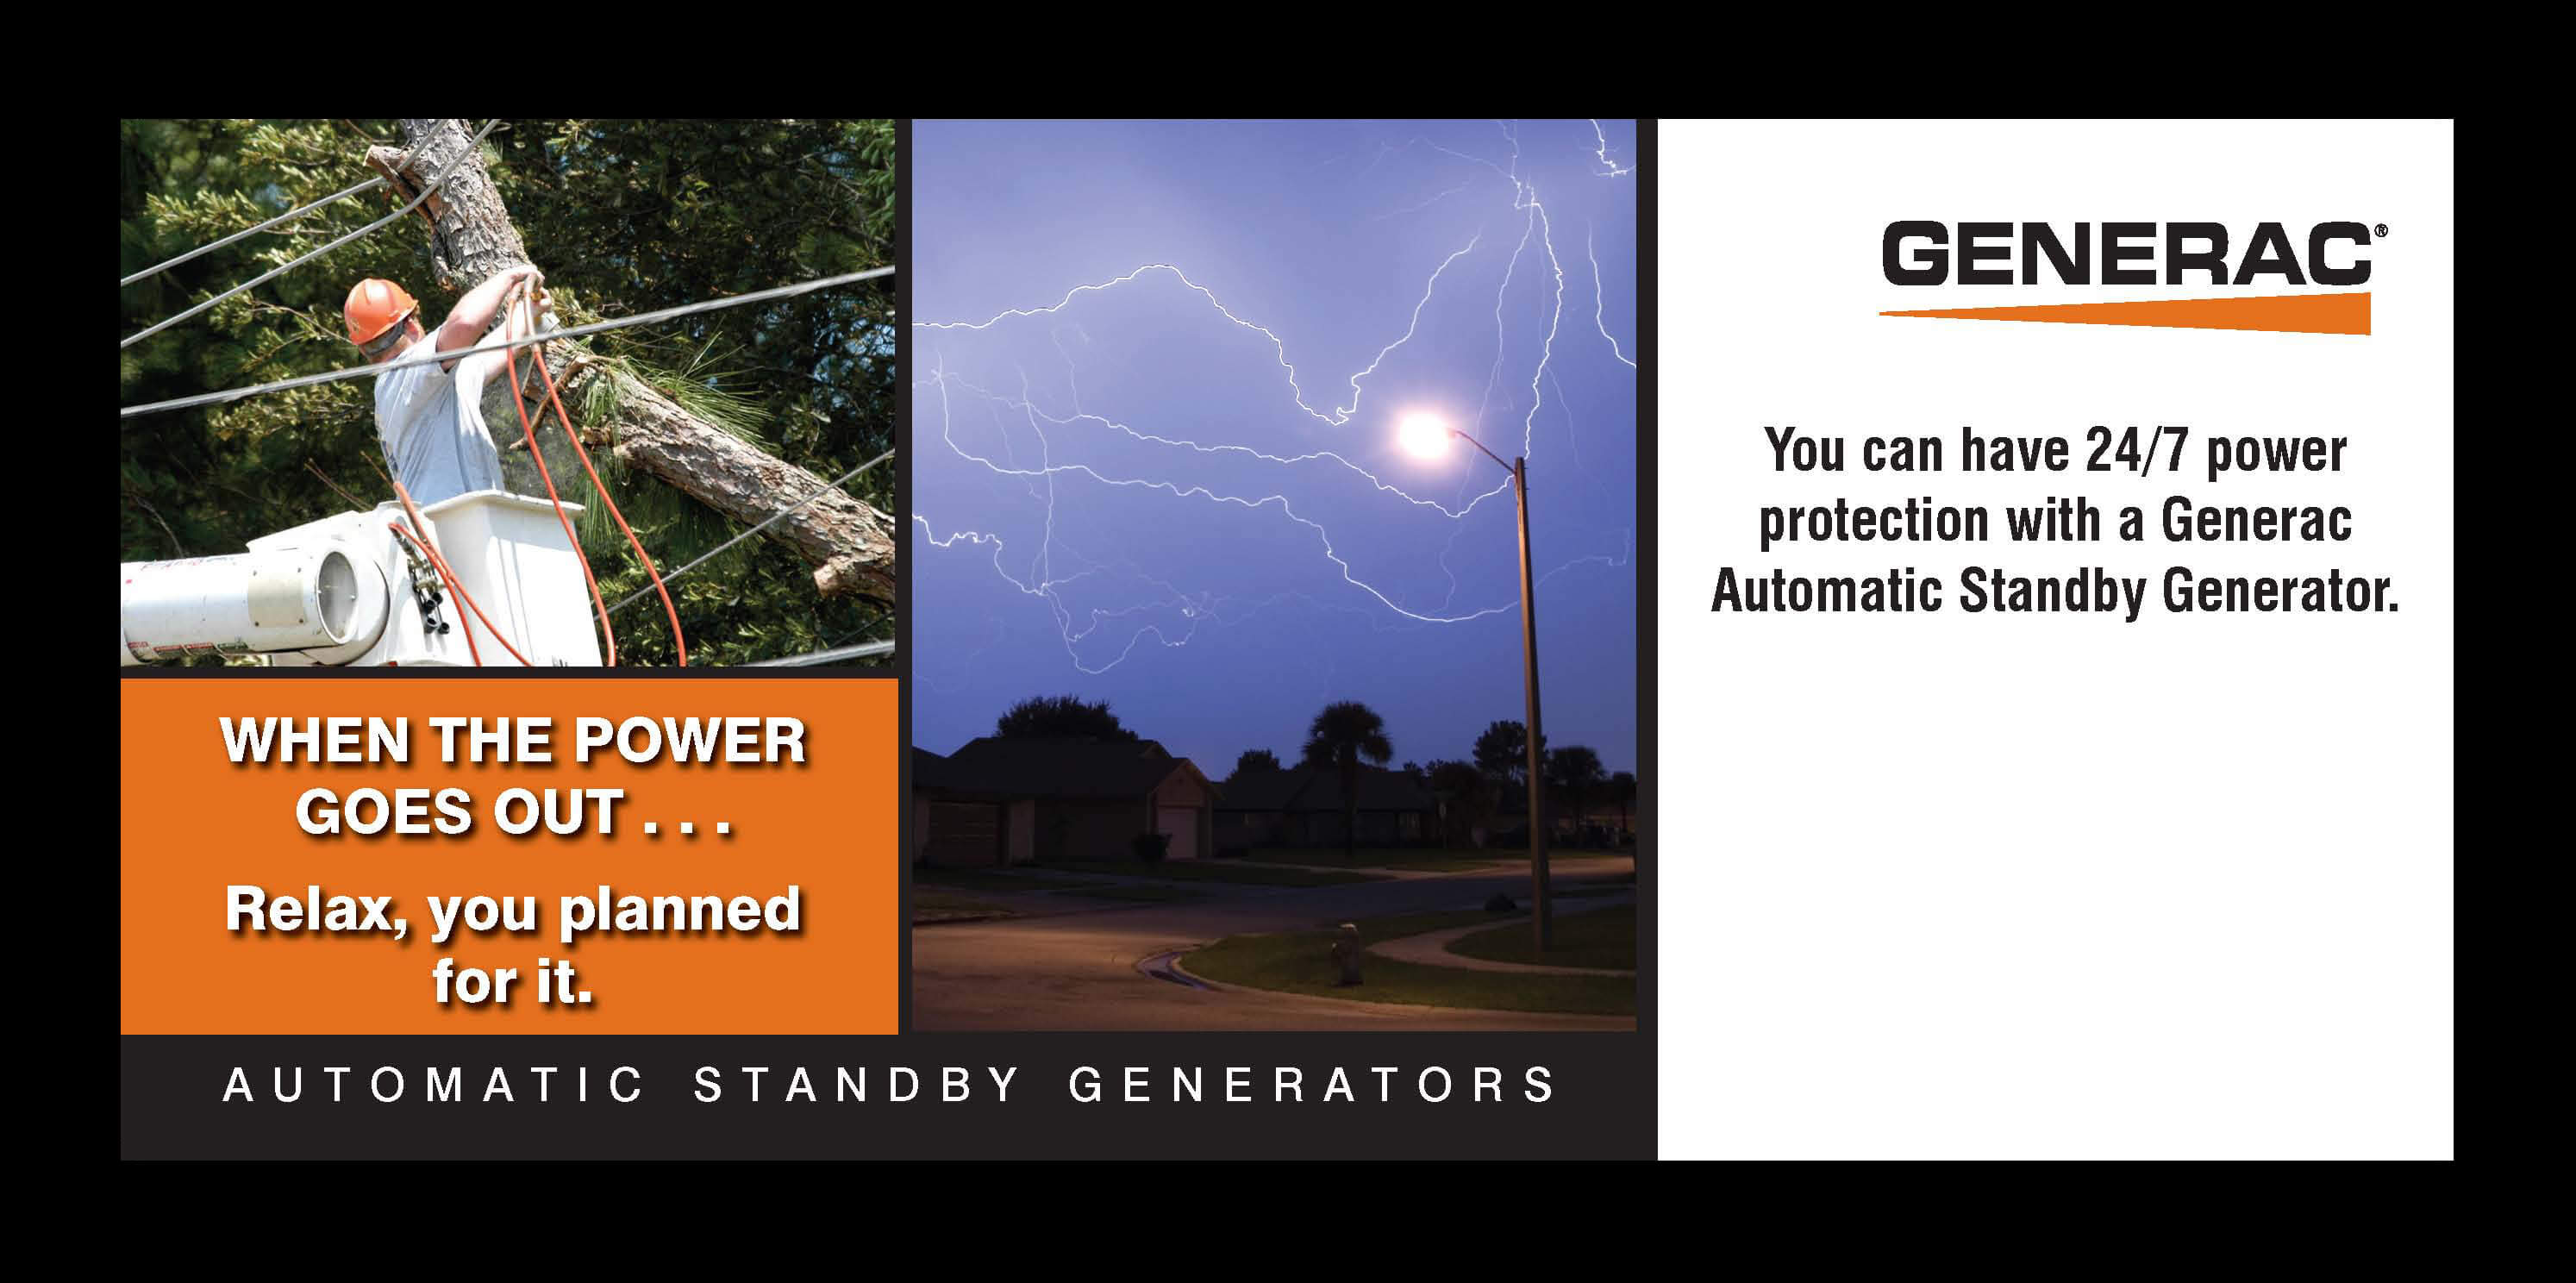 WHEN THE POWER
GOES OUT . . .
Relax, you planned
for it.
AUTOMATIC STANDBY GENERATORS
GENERAC®
You can have 24/7 power
protection with a Generac
Automatic Standby Generator.